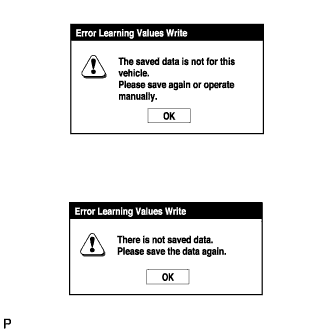 Error Learning Values Write
The saved data is not for this
vehicle.
Please save again or operate
manually.
OK
Error Learning Values Write
There is not saved data.
Please save the data again.
OK
P